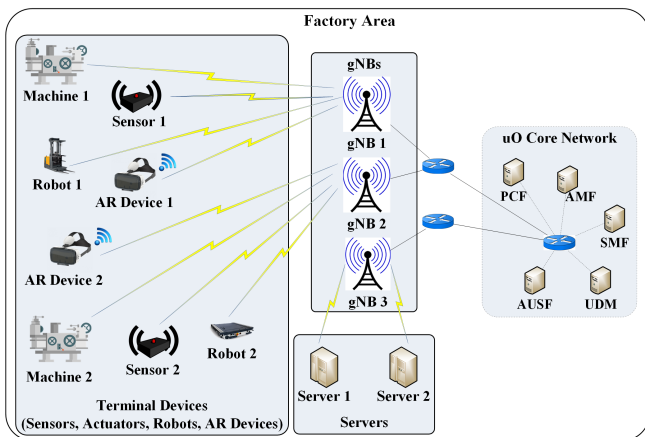 Factory Area
Machine 1
Sensor 1
Robot 1
AR Device 1
AR Device 2
Machine 2
Sensor 2
Robot 2
Terminal Devices
(Sensors, Actuators, Robots, AR Devices)
gNBs
gNB 1
gNB 2
gNB 3
Server 1
Server 2
Servers
uO Core Network
PCF
AMF
SMF
AUSF
UDM